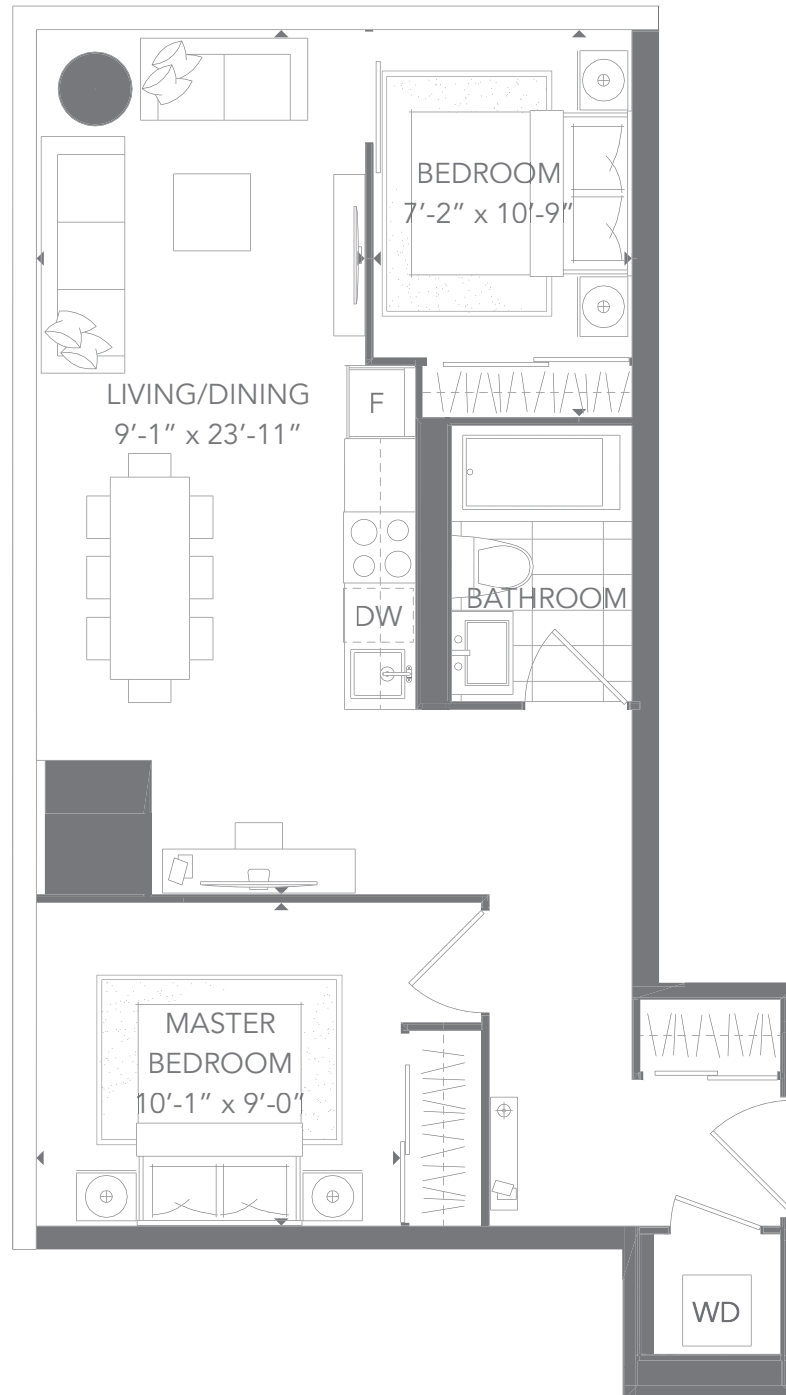 BEDROOM
7’-2” x 10’-9”
LIVING/DINING
9’-1” x 23’-11”
F
DW
BATHROOM
MASTER
BEDROOM
10’-1” x 9’-0”
WD